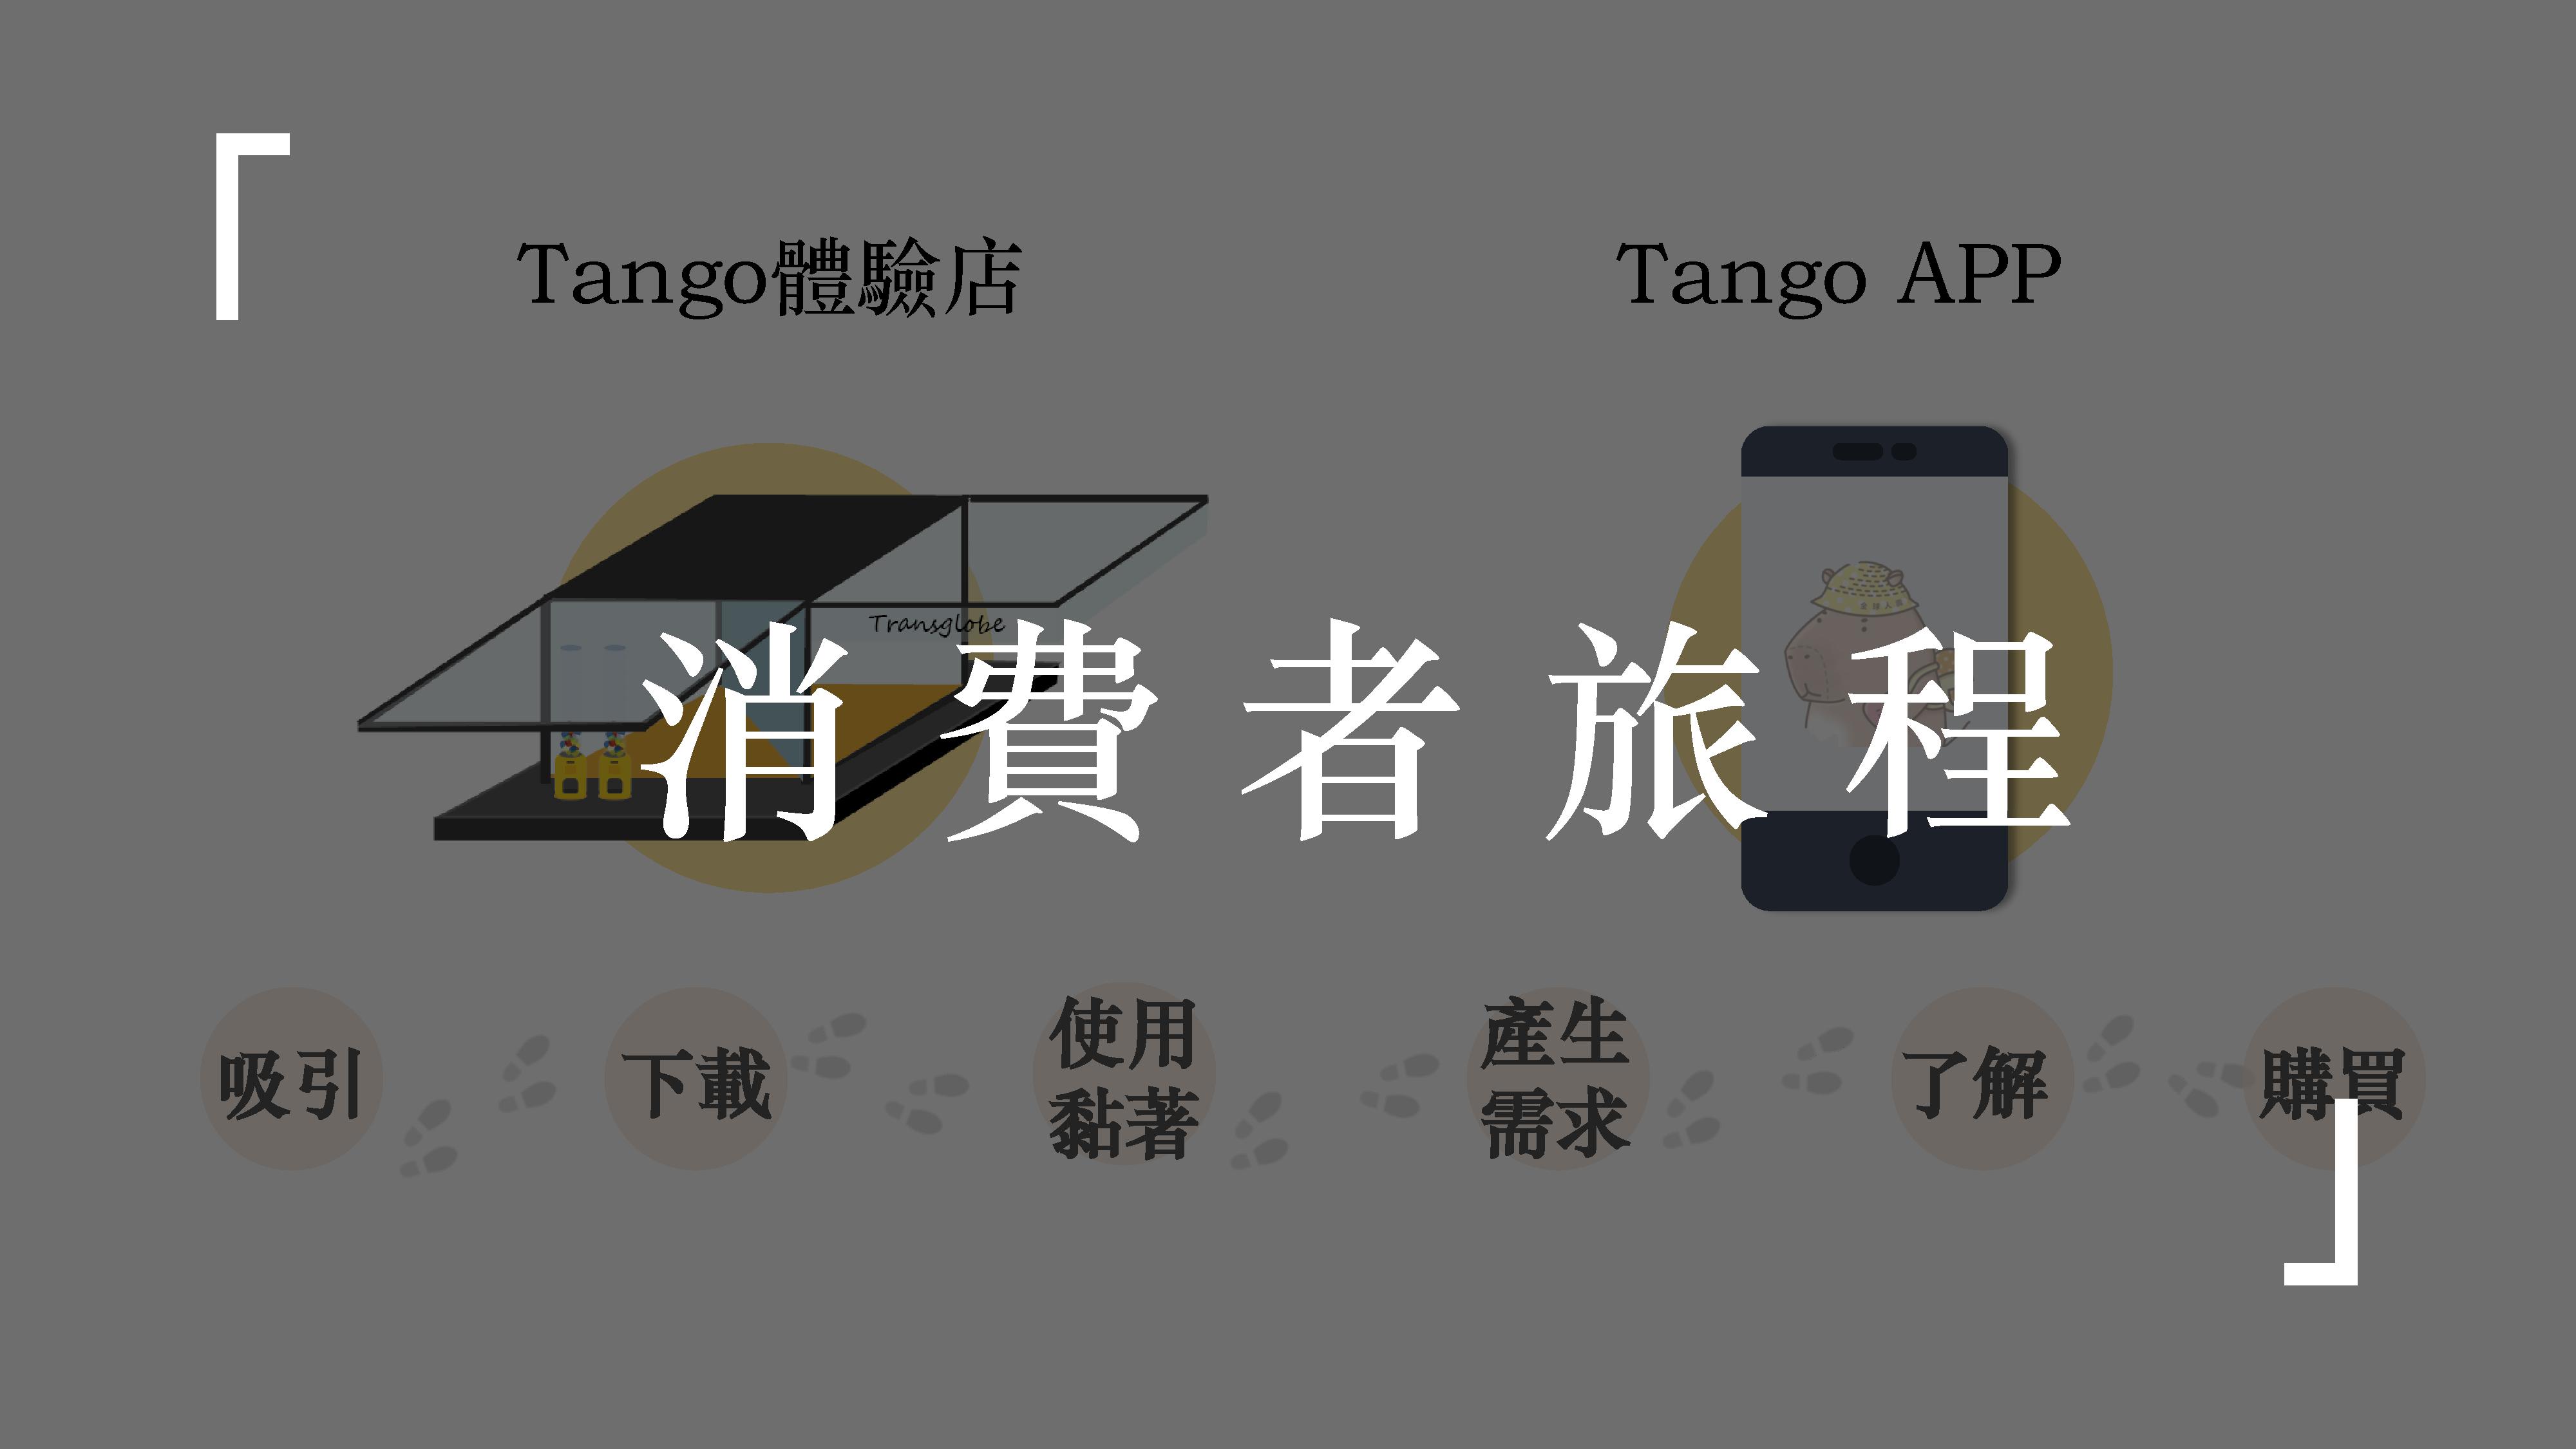 Tango體驗店
Tango APP
Transglobe
消費者旅程
吸引
下載
使用
黏著
產生
需求
了解
購買